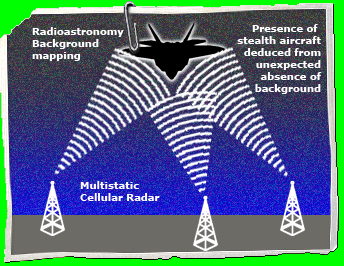 Radioastronomy
Background
mapping
Presence of
stealth aircraft
deduced from
unexpected
absence of
background
Multistatic
Cellular Radar